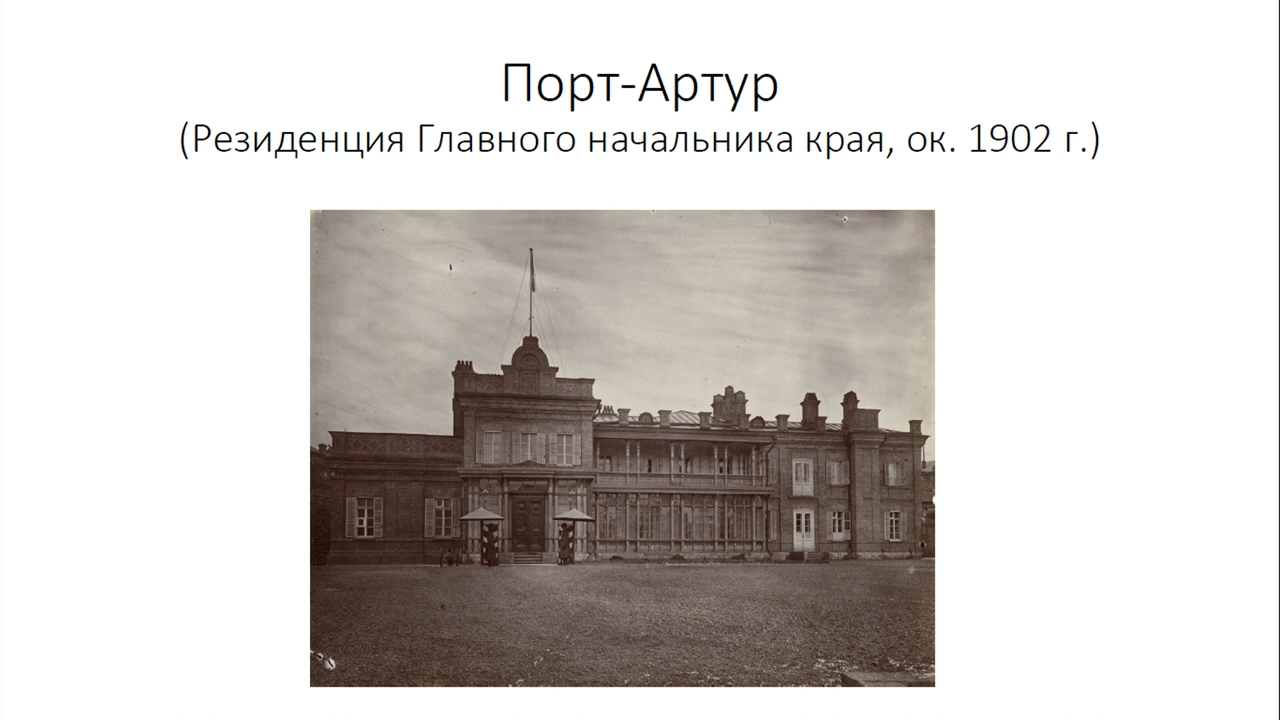 Порт-Артур
(Резиденция Главного начальника края, ок. 1902 г.)